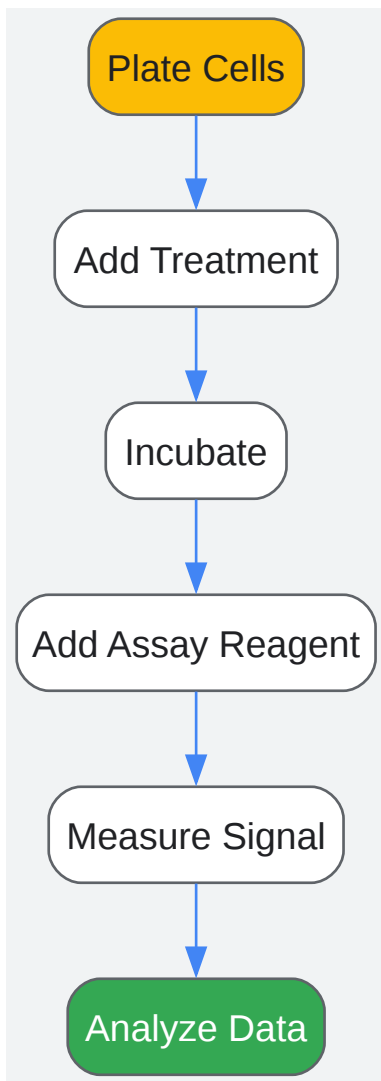 Plate Cells
Add Treatment
Incubate
Add Assay Reagent
Measure Signal
Analyze Data